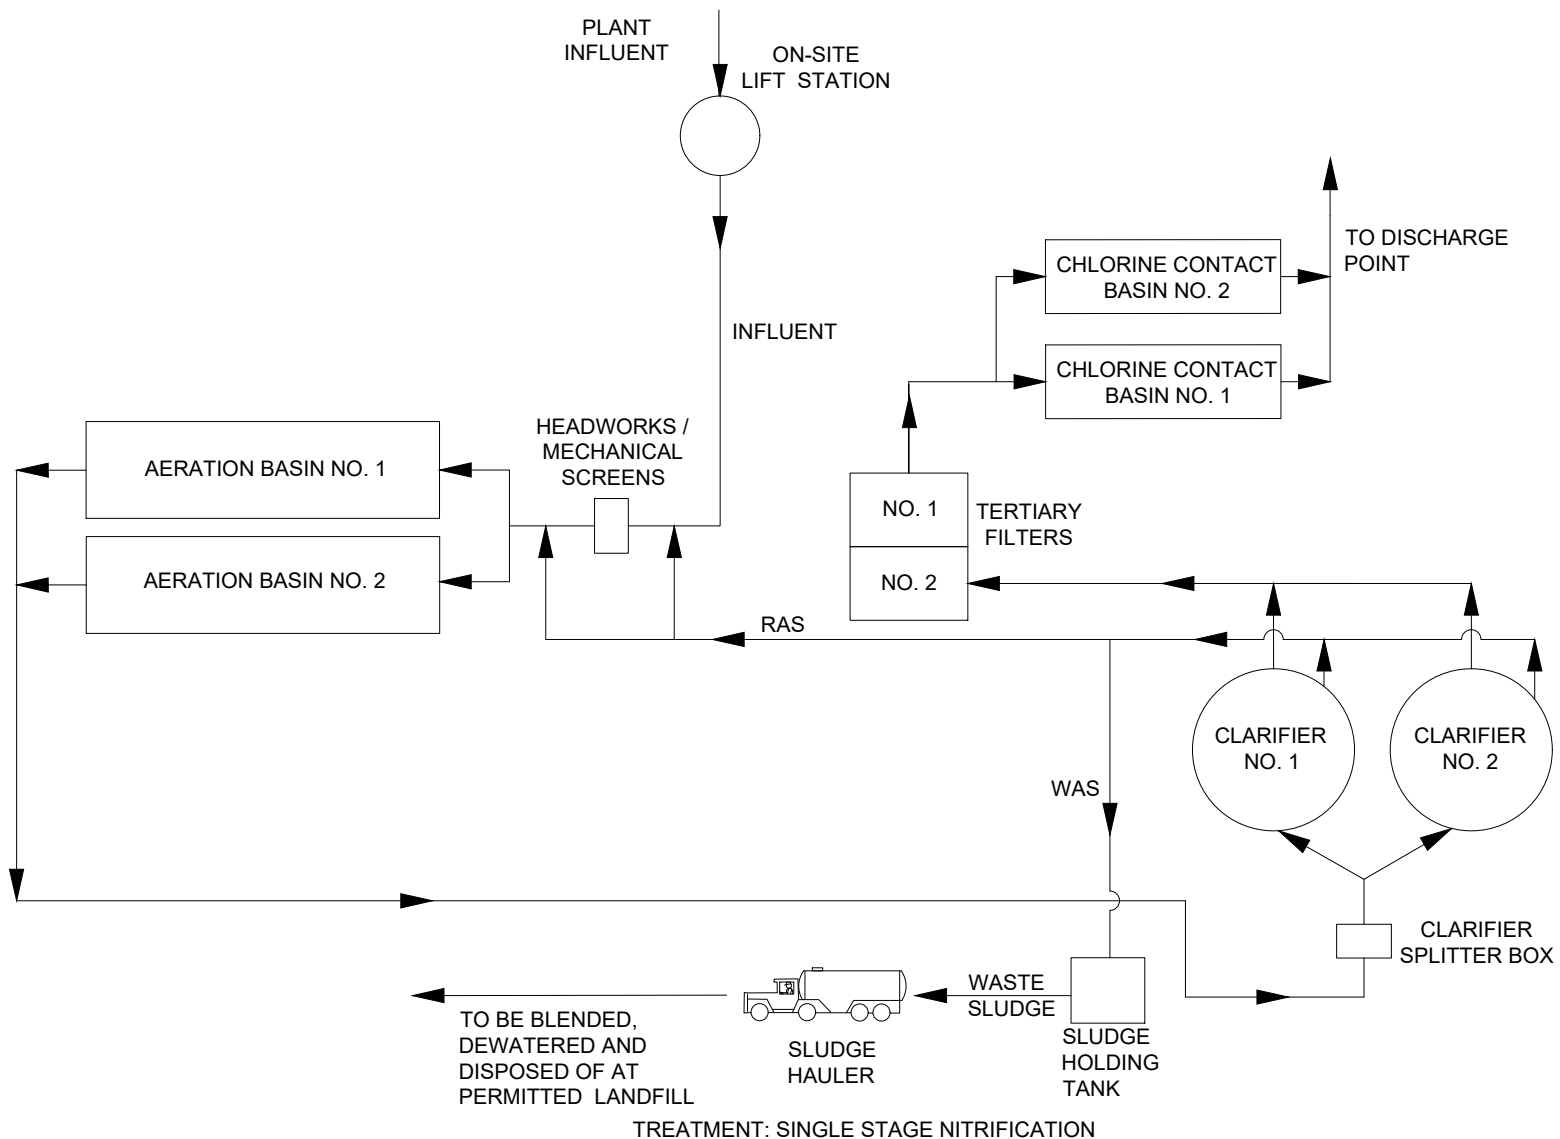 PLANT
INFLUENT
ON-SITE
LIFT STATION
TO DISCHARGE
POINT
CHLORINE CONTACT
BASIN NO. 2
INFLUENT
CHLORINE CONTACT
BASIN NO. 1
HEADWORKS /
MECHANICAL
SCREENS
AERATION BASIN NO. 1
AERATION BASIN NO. 2
NO. 1
NO. 2
TERTIARY
FILTERS
RAS
CLARIFIER
NO. 1
CLARIFIER
NO. 2
WAS
CLARIFIER
SPLITTER BOX
WASTE
SLUDGE
SLUDGE
HOLDING
TANK
SLUDGE
HAULER
TO BE BLENDED,
DEWATERED AND
DISPOSED OF AT
PERMITTED LANDFILL
TREATMENT: SINGLE STAGE NITRIFICATION